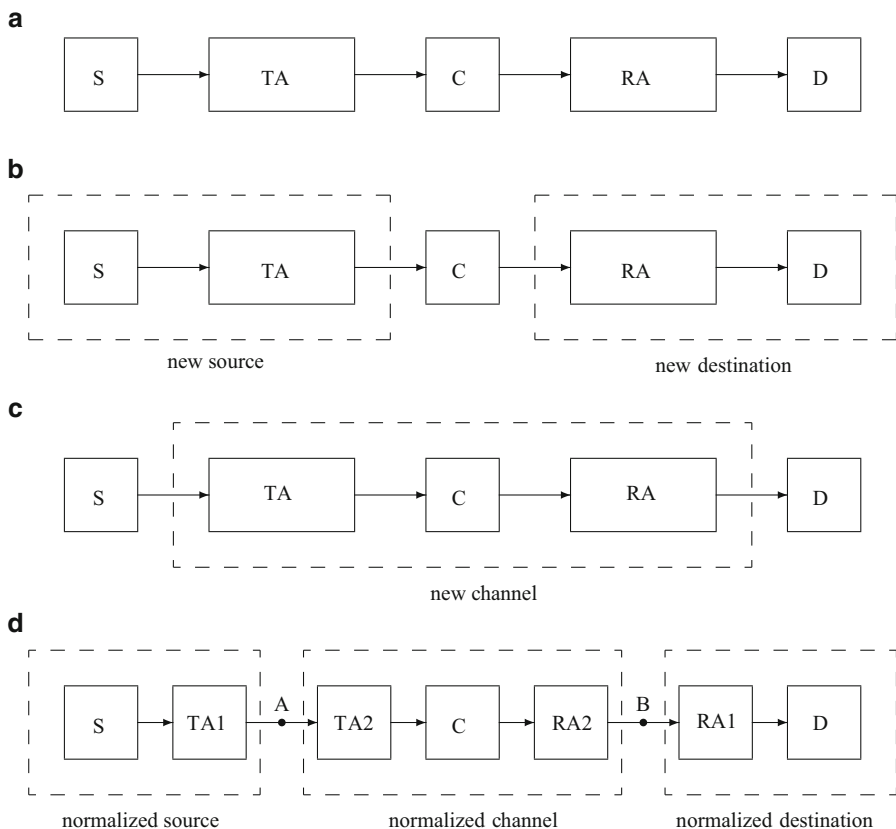 a
S TA C RA D
b
S TA C RA D
new source new destination
c
S TA C RA D
new channel
d
S TA1 A TA2 C RA2 B RA1 D
normalized source normalized channel normalized destination